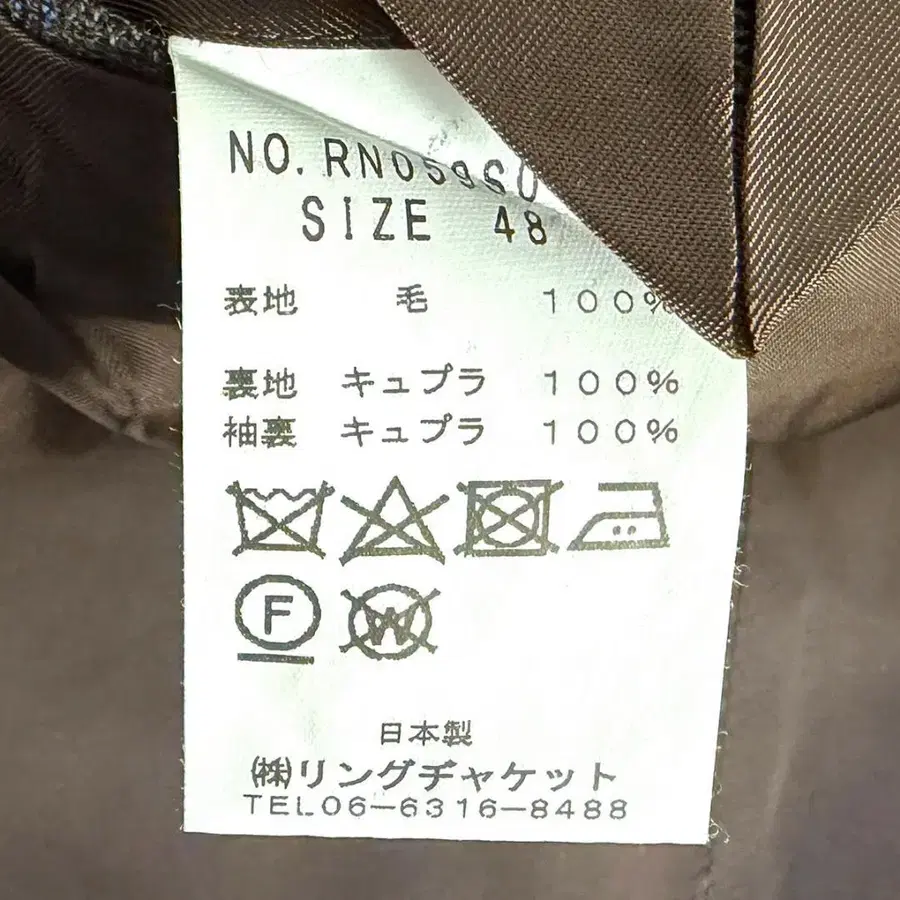 NO. RN059S0
SIZE 48
表地 毛 100%
裏地 キュプラ 100%
袖裏 キュプラ 100%
F W
日本製
㈱リングヂャケット
TEL06-6316-8488